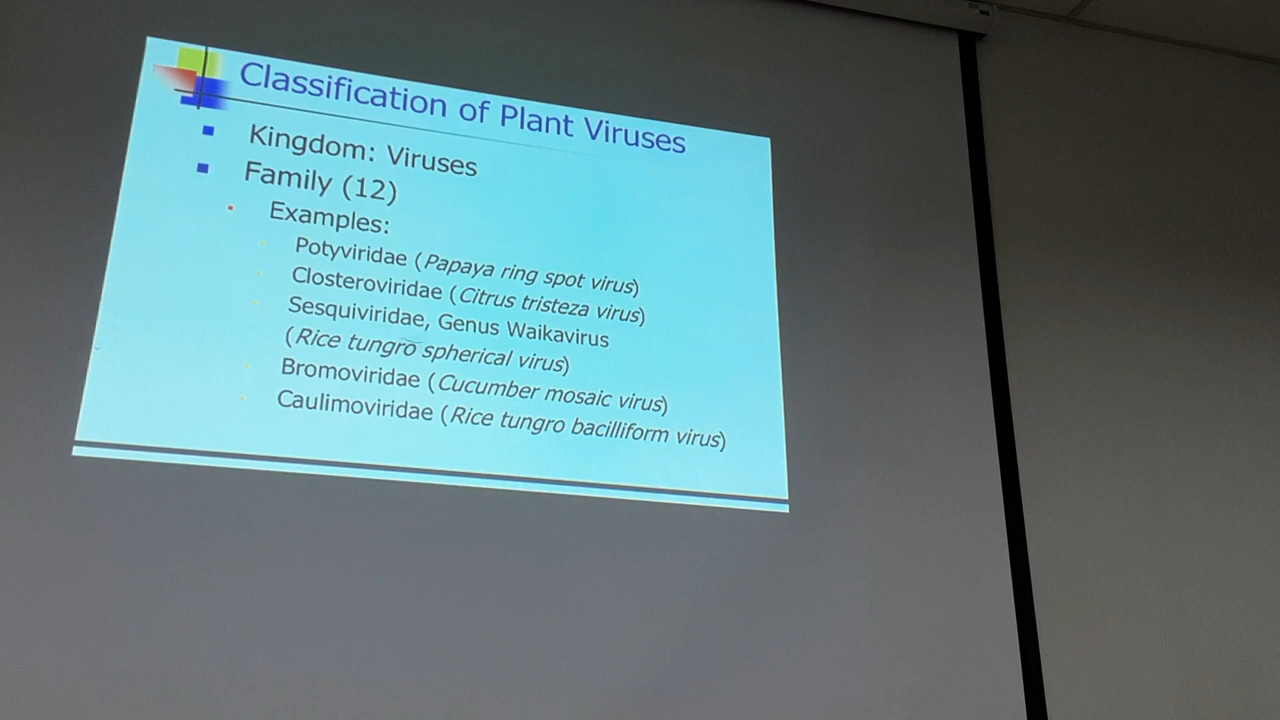 Classification of Plant Viruses
Kingdom: Viruses
Family (12)
Examples:
Potyviridae (Papaya ring spot virus)
Closteroviridae (Citrus tristeza virus)
Sesquiviridae, Genus Waikavirus
(Rice tungro spherical virus)
Bromoviridae (Cucumber mosaic virus)
Caulimoviridae (Rice tungro bacilliform virus)